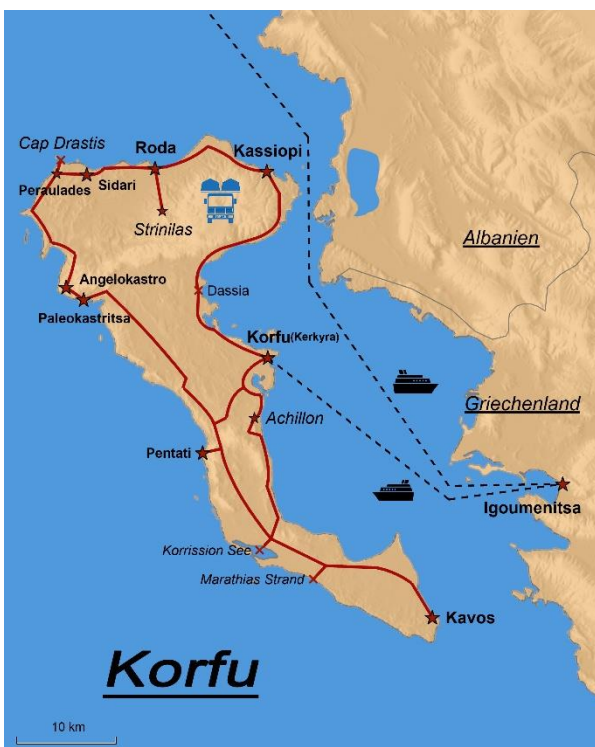 Cap Drastis
Roda
Kassiopi
Peraulades
Sidari
Strinilas
Albanien
Angelokastro
Dassia
Paleokastritsa
Korfu(Kerkyra)
Griechenland
Achillon
Pentati
Igoumenitsa
Korrission See
Marathias Strand
Kavos
Korfu
10 km